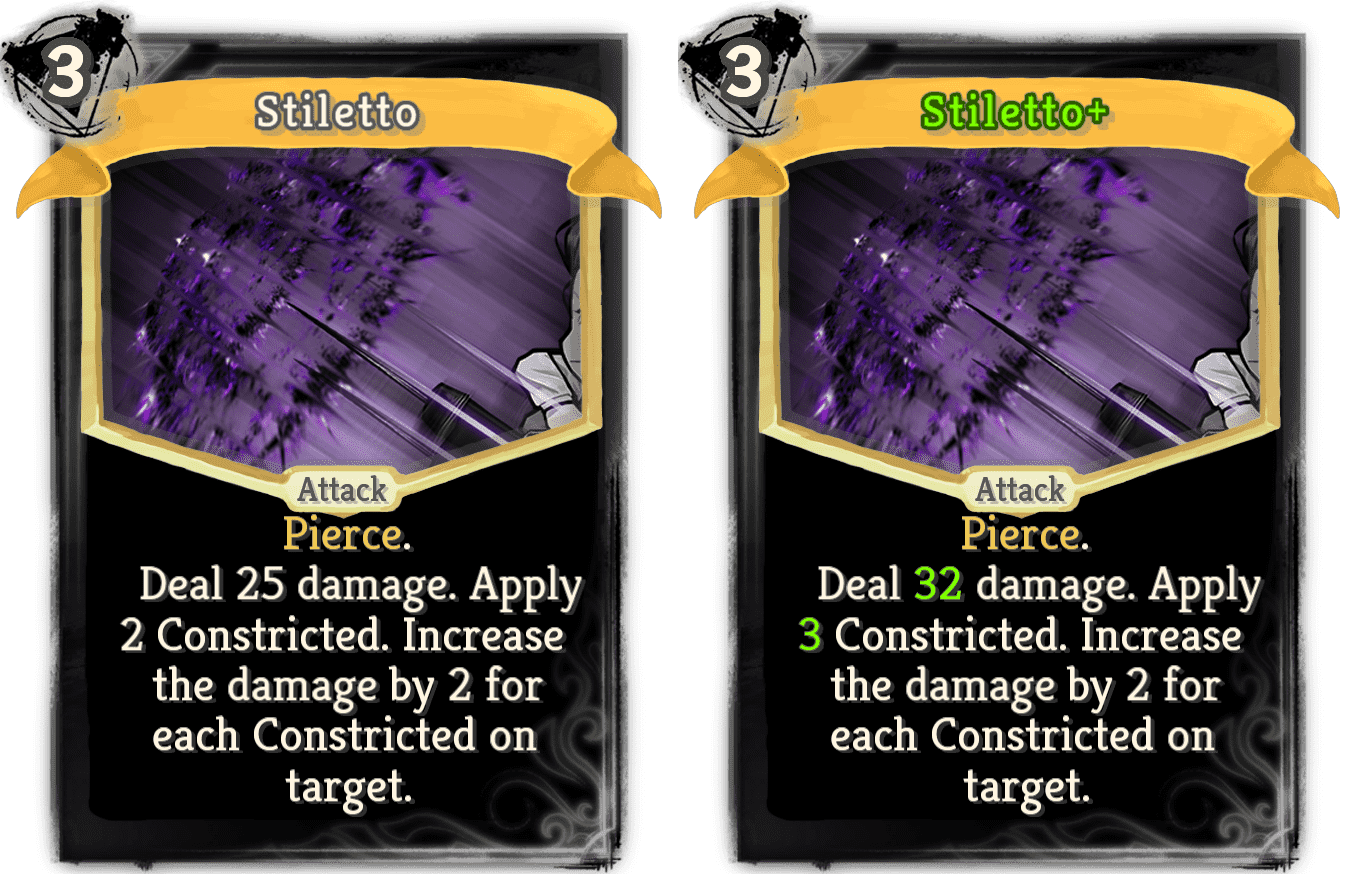 3
Stiletto
Attack
Pierce.
Deal 25 damage. Apply
2 Constricted. Increase
the damage by 2 for
each Constricted on
target.
3
Stiletto+
Attack
Pierce.
Deal 32 damage. Apply
3 Constricted. Increase
the damage by 2 for
each Constricted on
target.